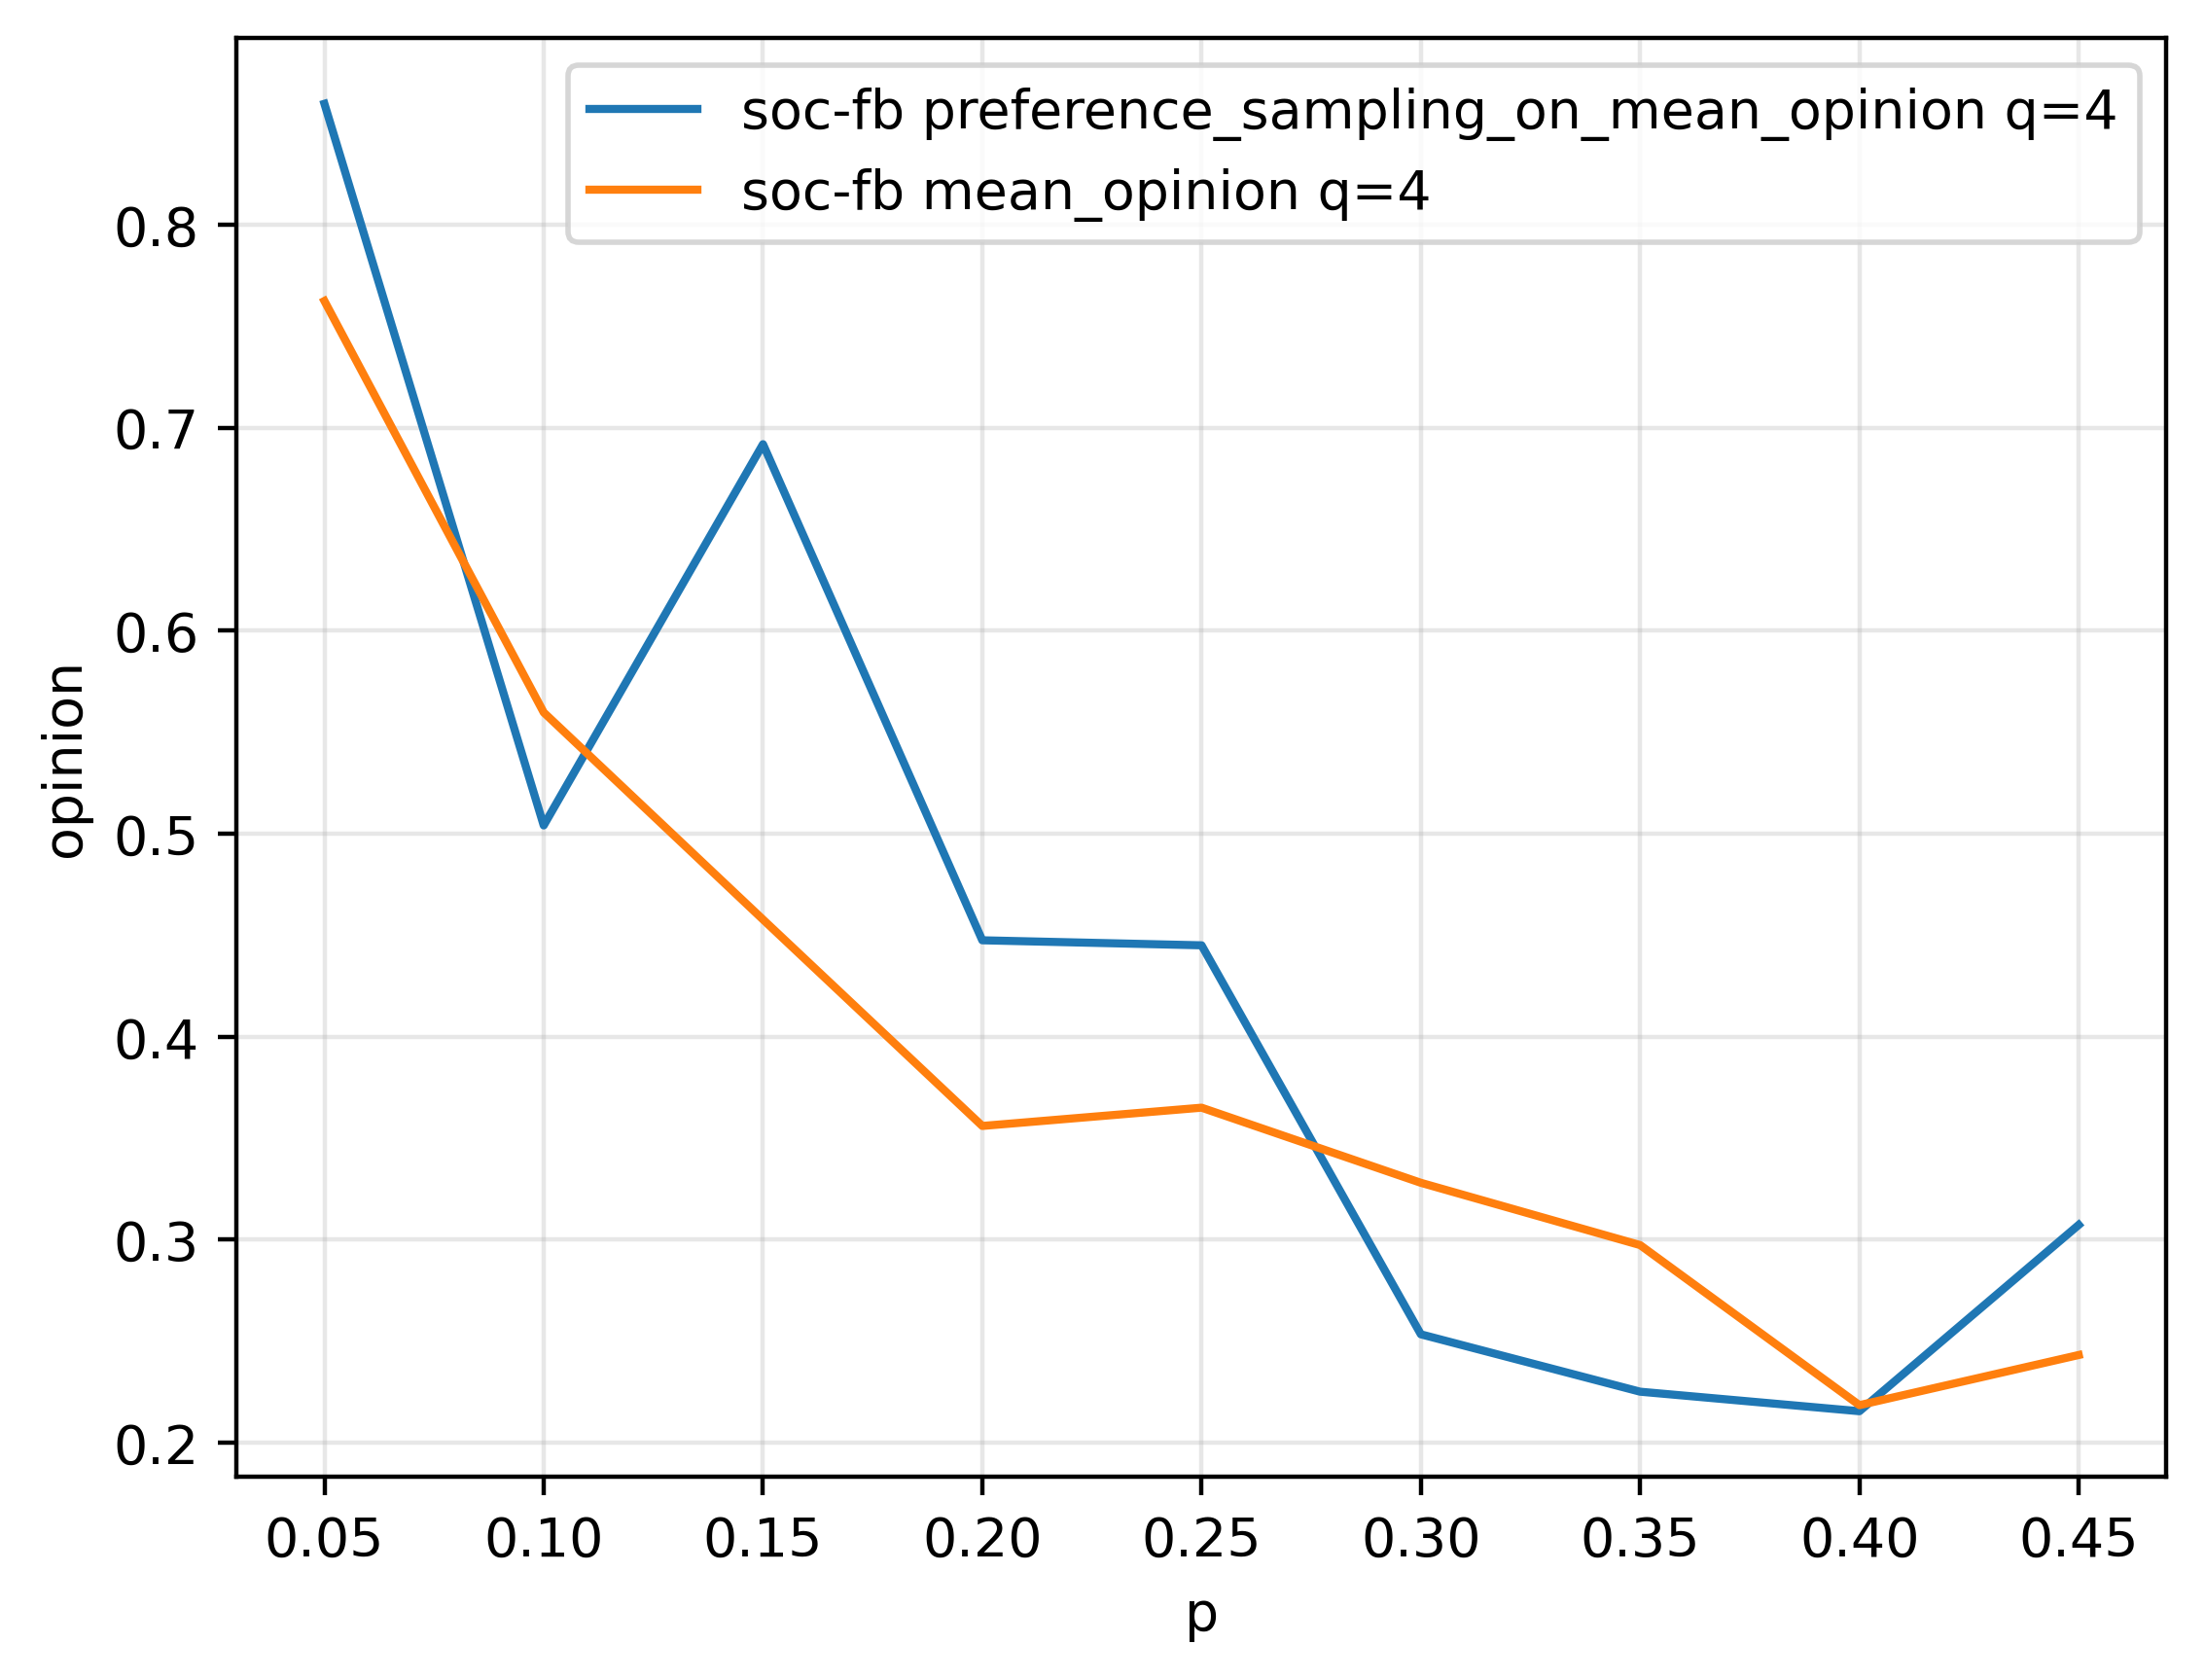 soc-fb preference_sampling_on_mean_opinion q=4
soc-fb mean_opinion q=4
opinion
0.8
0.7
0.6
0.5
0.4
0.3
0.2
0.05 0.10 0.15 0.20 0.25 0.30 0.35 0.40 0.45
p